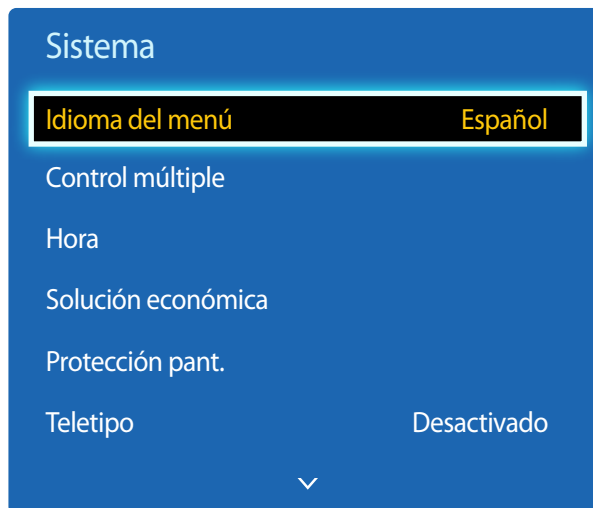 Sistema
Idioma del menú Español
Control múltiple
Hora
Solución económica
Protección pant.
Teletipo Desactivado